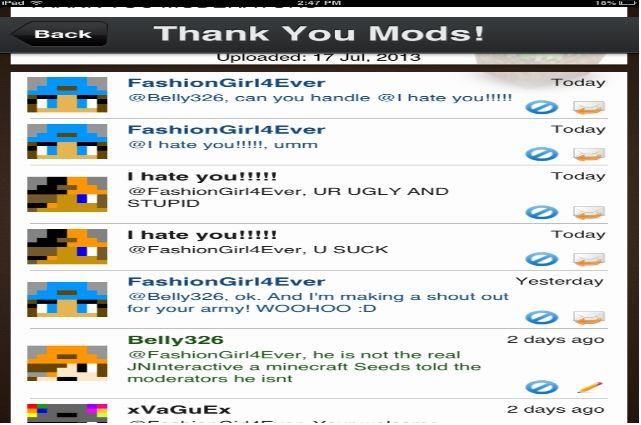 iPad
2:47 PM
18%
Back
Thank You Mods!
Uploaded: 17 Jul, 2013
FashionGirl4Ever
Today
@Belly326, can you handle @I hate you!!!!!
FashionGirl4Ever
Today
@I hate you!!!!!, umm
I hate you!!!!!
Today
@FashionGirl4Ever, UR UGLY AND
STUPID
I hate you!!!!!
Today
@FashionGirl4Ever, U SUCK
FashionGirl4Ever
Yesterday
@Belly326, ok. And I'm making a shout out
for your army! WOOHOO :D
Belly326
2 days ago
@FashionGirl4Ever, he is not the real
JNInteractive a minecraft Seeds told the
moderators he isnt
xVaGuEx
2 days ago
@FashionGirl4Ever, Your welcome